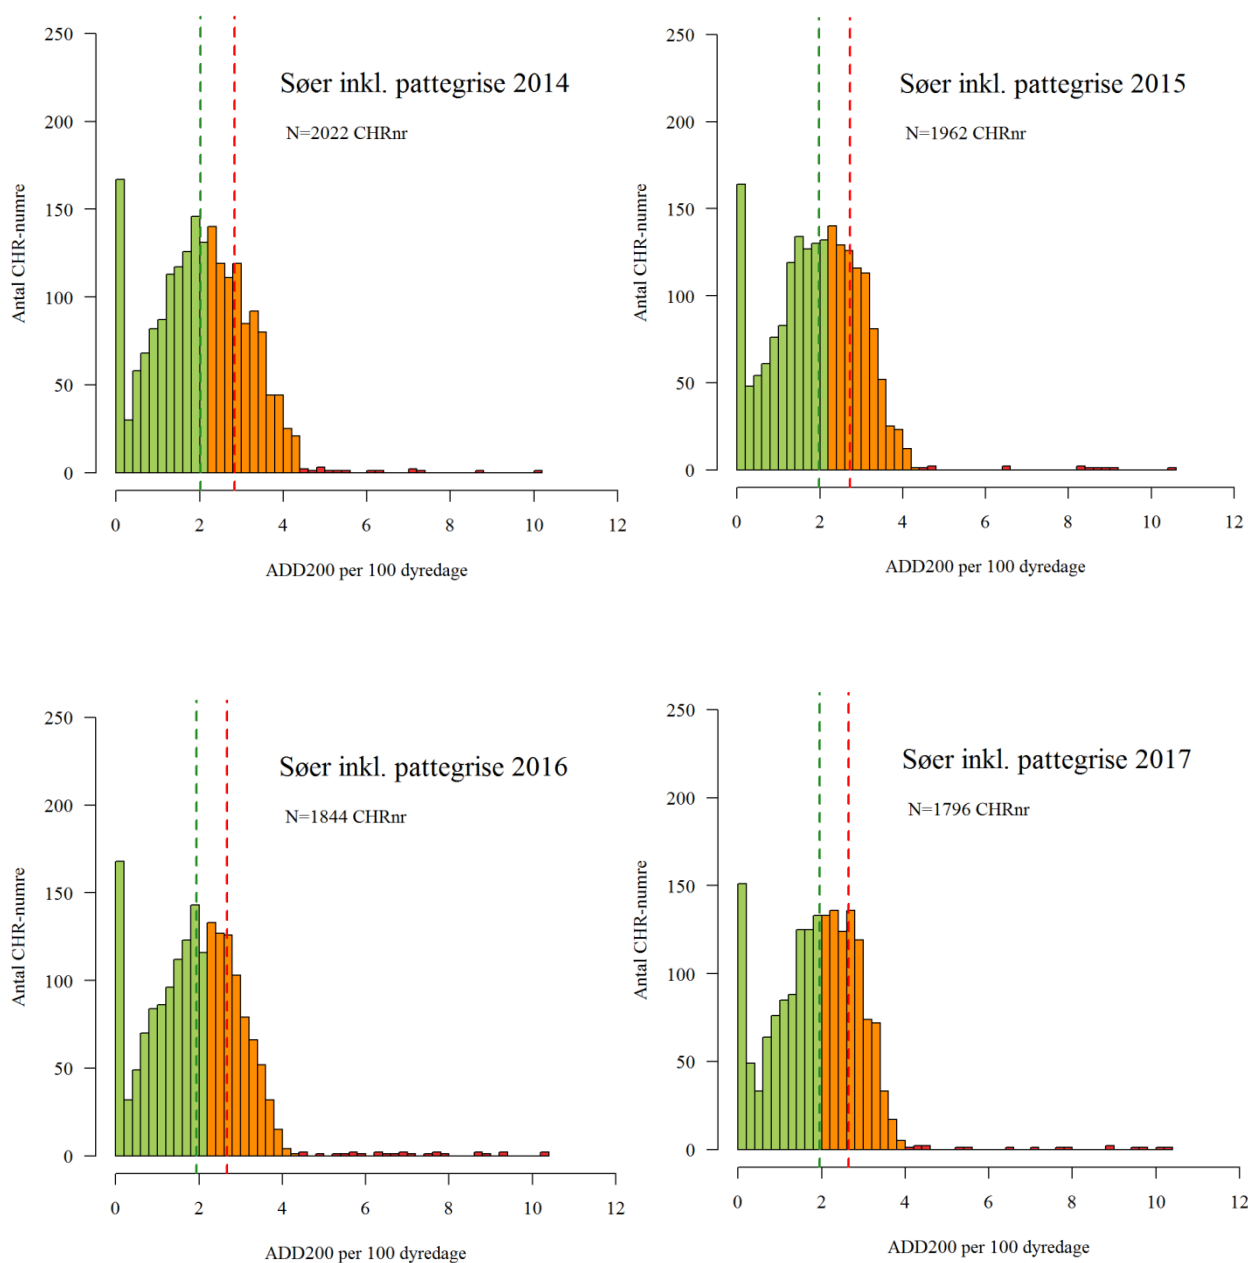 Søer inkl. pattegrise 2014
N=2022 CHRnr
Antal CHR-numre
250
200
150
100
50
0
0 2 4 6 8 10 12
ADD200 per 100 dyredage
Søer inkl. pattegrise 2015
N=1962 CHRnr
Antal CHR-numre
250
200
150
100
50
0
0 2 4 6 8 10 12
ADD200 per 100 dyredage
Søer inkl. pattegrise 2016
N=1844 CHRnr
Antal CHR-numre
250
200
150
100
50
0
0 2 4 6 8 10 12
ADD200 per 100 dyredage
Søer inkl. pattegrise 2017
N=1796 CHRnr
Antal CHR-numre
250
200
150
100
50
0
0 2 4 6 8 10 12
ADD200 per 100 dyredage